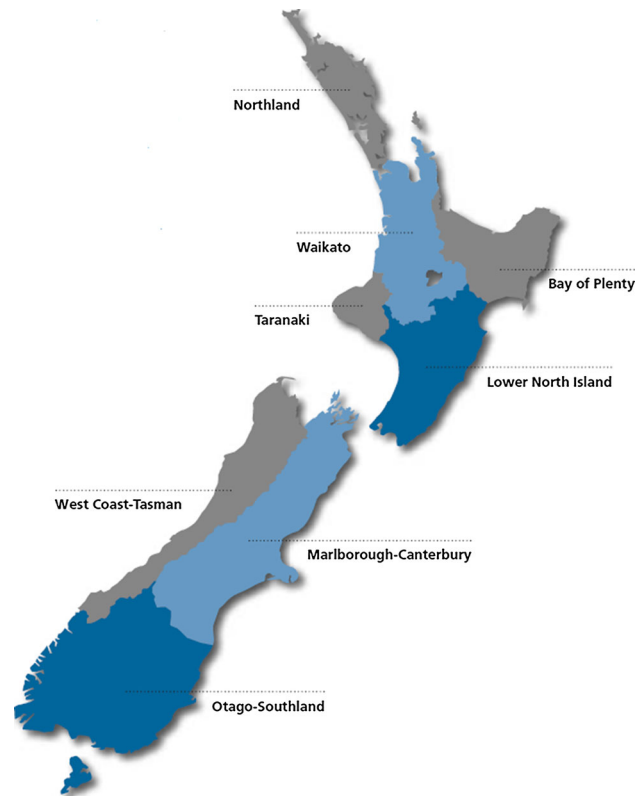 Northland
Waikato
Bay of Plenty
Taranaki
Lower North Island
West Coast-Tasman
Marlborough-Canterbury
Otago-Southland